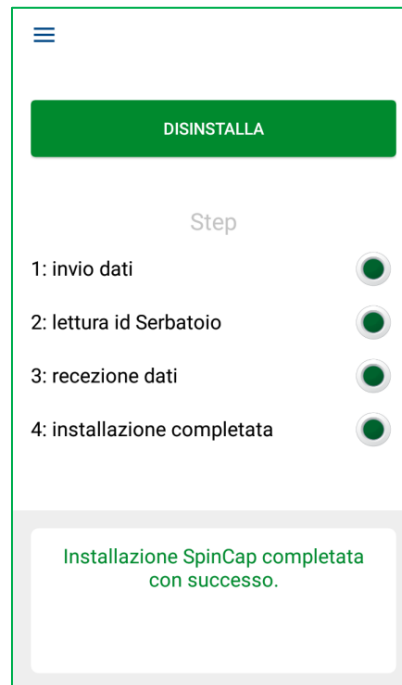 DISINSTALLA
Step
1: invio dati
2: lettura id Serbatoio
3: recezione dati
4: installazione completata
Installazione SpinCap completata
con successo.